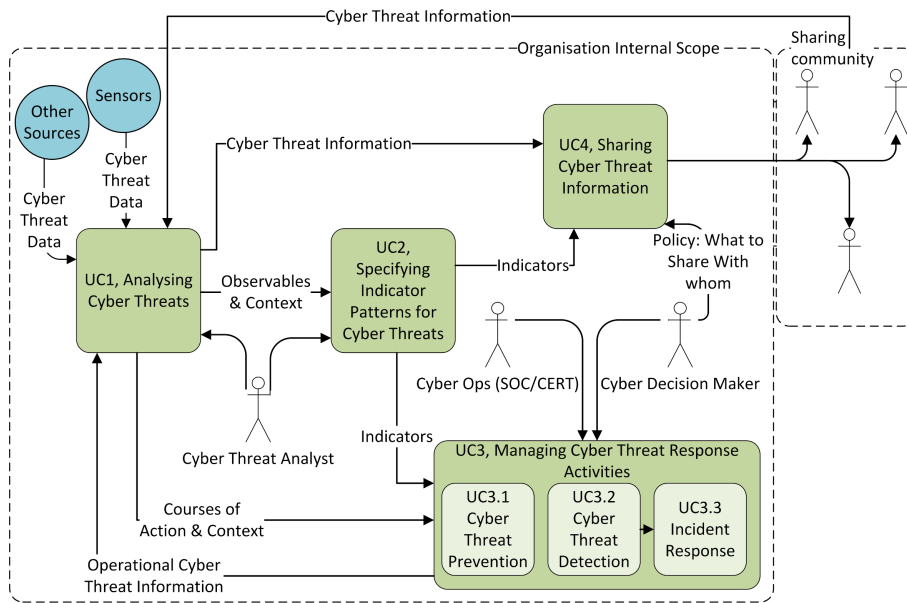 Cyber Threat Information
Organisation Internal Scope
Sharing
community
Sensors
Other
Sources
Cyber
Threat
Data
Cyber
Threat
Data
Cyber Threat Information
UC4, Sharing
Cyber Threat
Information
UC1, Analysing
Cyber Threats
Observables
& Context
UC2,
Specifying
Indicator
Patterns for
Cyber Threats
Indicators
Policy: What to
Share With
whom
Cyber Ops (SOC/CERT)
Cyber Decision Maker
Cyber Threat Analyst
Indicators
UC3, Managing Cyber Threat Response
Activities
UC3.1
Cyber
Threat
Prevention
UC3.2
Cyber
Threat
Detection
UC3.3
Incident
Response
Courses of
Action & Context
Operational Cyber
Threat Information